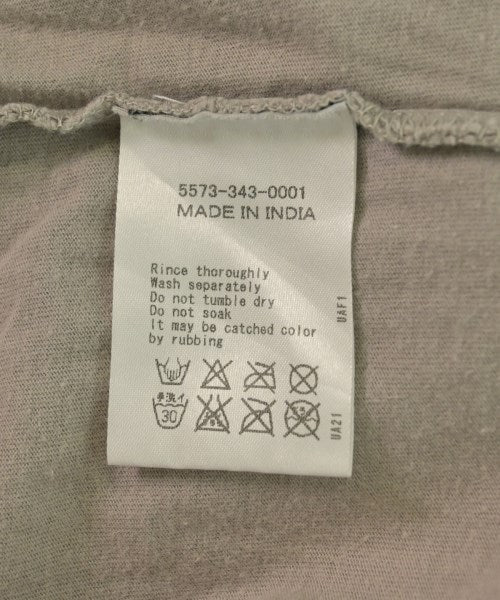 5573-343-0001
MADE IN INDIA
Rince thoroughly
Wash separately
Do not tumble dry
Do not soak
It may be catched color
by rubbing
手洗イ
30
UAF1
UA21